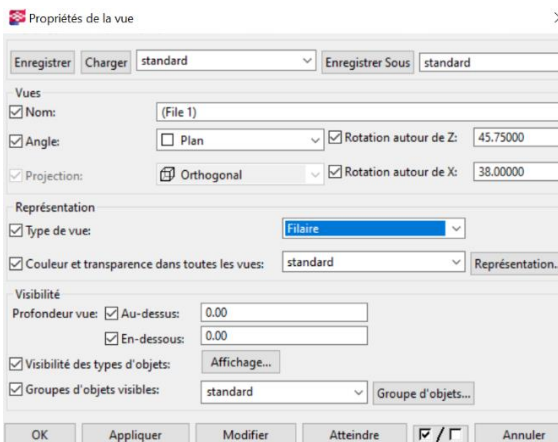 Propriétés de la vue
Enregistrer Charger standard Enregistrer Sous standard
Vues
Nom: (File 1)
Angle: Plan Rotation autour de Z: 45.75000
Projection: Orthogonal Rotation autour de X: 38.00000
Représentation
Type de vue: Filaire
Couleur et transparence dans toutes les vues: standard Représentation..
Visibilité
Profondeur vue: Au-dessus: 0.00
En-dessous: 0.00
Visibilité des types d'objets: Affichage...
Groupes d'objets visibles: standard Groupe d'objets...
OK Appliquer Modifier Atteindre / Annuler